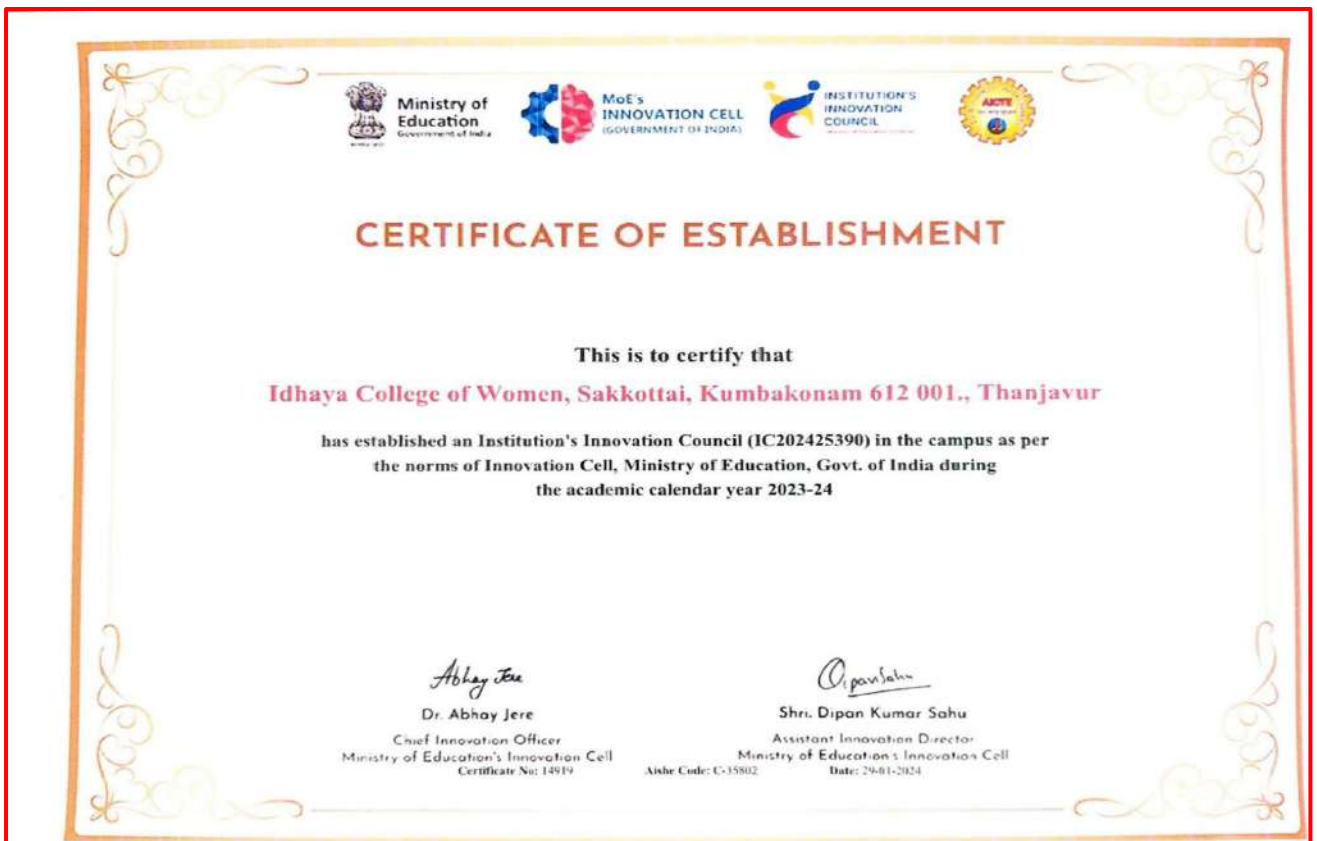 Ministry of
Education
Government of India
MoE's
INNOVATION CELL
(GOVERNMENT OF INDIA)
INSTITUTION'S
INNOVATION
COUNCIL
AICTE
CERTIFICATE OF ESTABLISHMENT
This is to certify that
Idhaya College of Women, Sakkottai, Kumbakonam 612 001., Thanjavur
has established an Institution's Innovation Council (IC202425390) in the campus as per
the norms of Innovation Cell, Ministry of Education, Govt. of India during
the academic calendar year 2023-24
Abhay Jere
DipanSahu
Dr. Abhay Jere
Shri. Dipan Kumar Sahu
Chief Innovation Officer
Assistant Innovation Director
Ministry of Education's Innovation Cell
Ministry of Education's Innovation Cell
Certificate No: 14919
Aishe Code: C-35802
Date: 29-01-2024